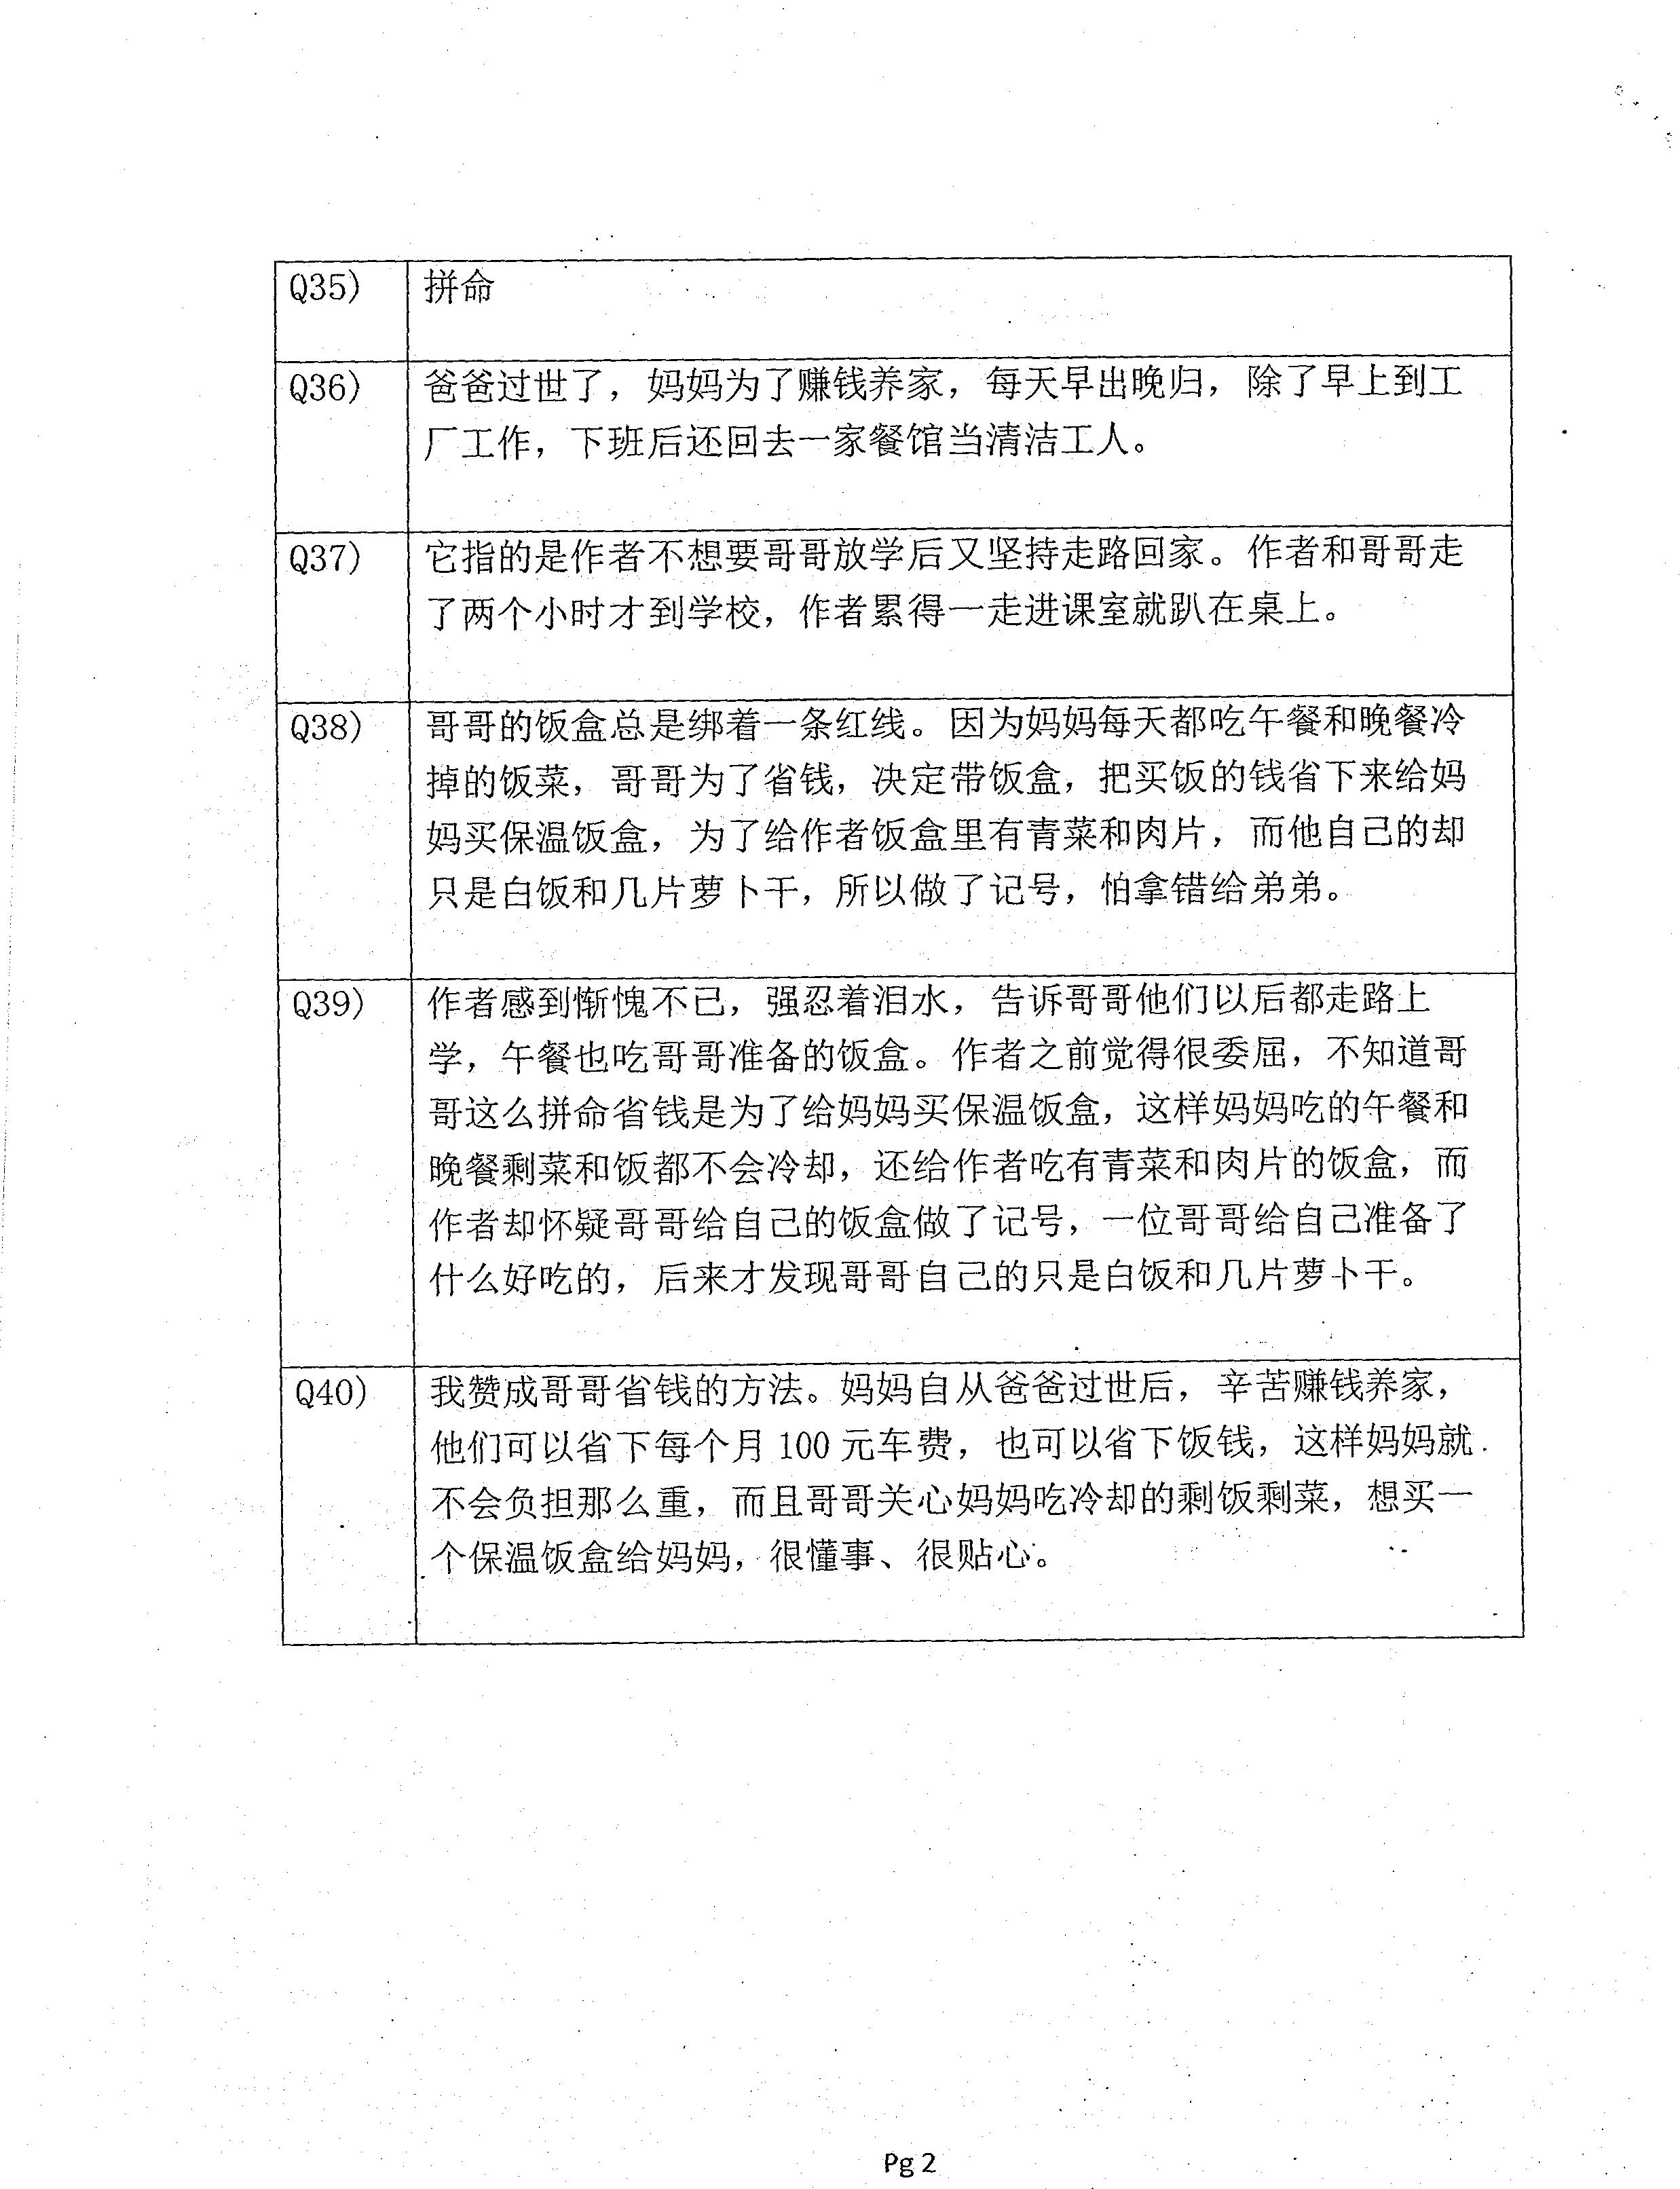 Q35)
拼命
Q36)
爸爸过世了，妈妈为了赚钱养家，每天早出晚归，除了早上到工
厂工作，下班后还回去一家餐馆当清洁工人。
Q37)
它指的是作者不想要哥哥放学后又坚持走路回家。作者和哥哥走
了两个小时才到学校，作者累得一走进课室就趴在桌上。
Q38)
哥哥的饭盒总是绑着一条红线。因为妈妈每天都吃午餐和晚餐冷
掉的饭菜，哥哥为了省钱，决定带饭盒，把买饭的钱省下来给妈
妈买保温饭盒，为了给作者饭盒里有青菜和肉片，而他自己的却
只是白饭和几片萝卜干，所以做了记号，怕拿错给弟弟。
Q39)
作者感到惭愧不已，强忍着泪水，告诉哥哥他们以后都走路上
学，午餐也吃哥哥准备的饭盒。作者之前觉得很委屈，不知道哥
哥这么拼命省钱是为了给妈妈买保温饭盒，这样妈妈吃的午餐和
晚餐剩菜和饭都不会冷却，还给作者吃有青菜和肉片的饭盒，而
作者却怀疑哥哥给自己的饭盒做了记号，一位哥哥给自己准备了
什么好吃的，后来才发现哥哥自己的只是白饭和几片萝卜干。
Q40)
我赞成哥哥省钱的方法。妈妈自从爸爸过世后，辛苦赚钱养家，
他们可以省下每个月 100 元车费，也可以省下饭钱，这样妈妈就
不会负担那么重，而且哥哥关心妈妈吃冷却的剩饭剩菜，想买一
个保温饭盒给妈妈，很懂事、很贴心。
Pg 2